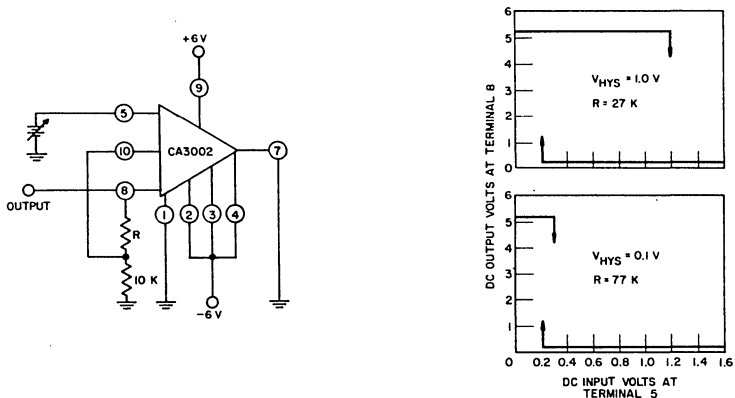 +6 V
9
5
10
8
CA3002
7
OUTPUT
R
10 K
1
2
3
4
-6 V
DC OUTPUT VOLTS AT TERMINAL 8
6
5
4
3
2
1
0
V_HYS = 1.0 V
R = 27 K
6
5
4
3
2
1
V_HYS = 0.1 V
R = 77 K
0 0.2 0.4 0.6 0.8 1.0 1.2 1.4 1.6
DC INPUT VOLTS AT
TERMINAL 5